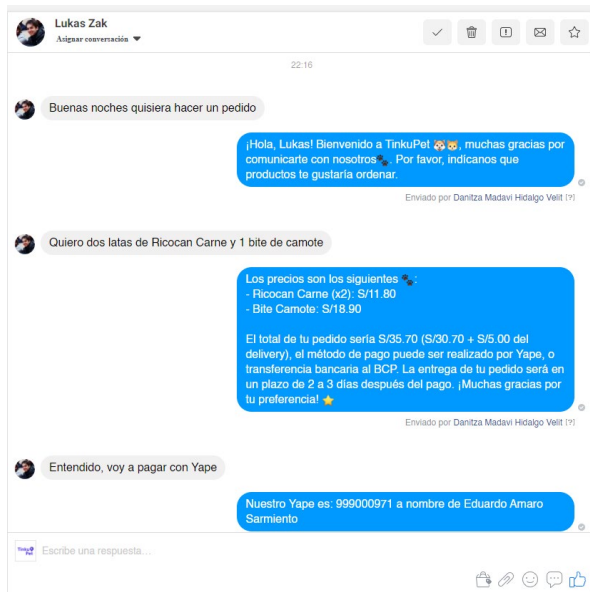 Lukas Zak
Asignar conversación
22:16
Buenas noches quisiera hacer un pedido
¡Hola, Lukas! Bienvenido a TinkuPet 🐶🐱, muchas gracias por
comunicarte con nosotros🐾. Por favor, indícanos que
productos te gustaría ordenar.
Enviado por Danitza Madavi Hidalgo Velit [?]
Quiero dos latas de Ricocan Carne y 1 bite de camote
Los precios son los siguientes 🐾:
- Ricocan Carne (x2): S/11.80
- Bite Camote: S/18.90
El total de tu pedido sería S/35.70 (S/30.70 + S/5.00 del
delivery), el método de pago puede ser realizado por Yape, o
transferencia bancaria al BCP. La entrega de tu pedido será en
un plazo de 2 a 3 días después del pago. ¡Muchas gracias por
tu preferencia! ⭐
Enviado por Danitza Madavi Hidalgo Velit [?]
Entendido, voy a pagar con Yape
Nuestro Yape es: 999000971 a nombre de Eduardo Amaro
Sarmiento
Tinku
Pet
Escribe una respuesta...